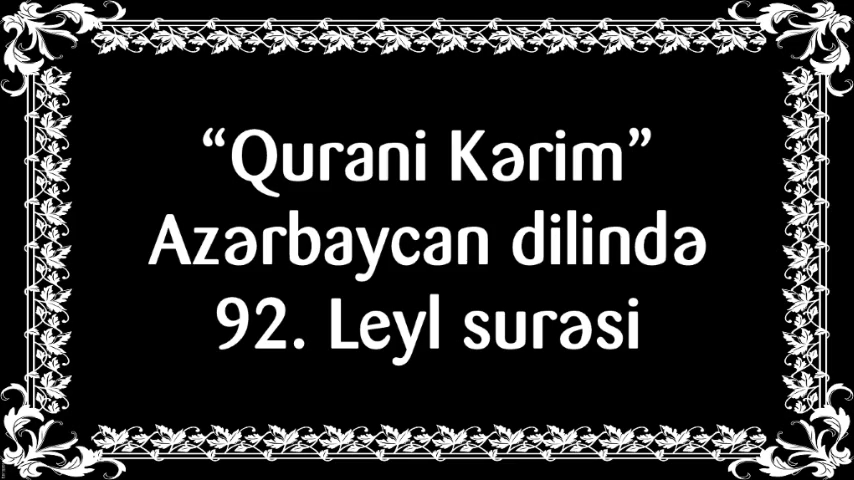 “Qurani Kərim”
Azərbaycan dilində
92. Leyl surəsi